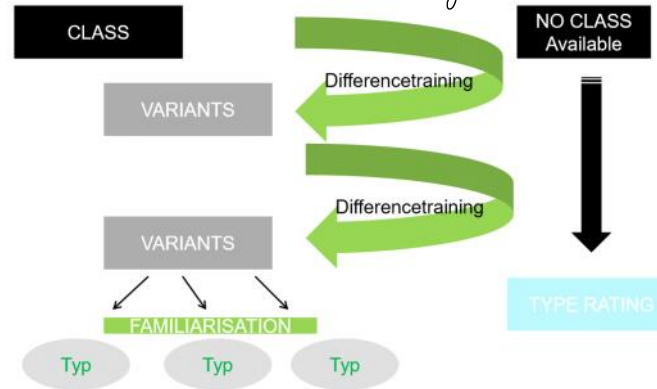 CLASS
NO CLASS
Available
Differencetraining
VARIANTS
Differencetraining
VARIANTS
TYPE RATING
FAMILIARISATION
Typ
Typ
Typ